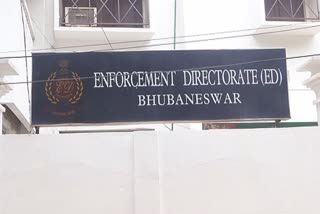 ENFORCEMENT DIRECTORATE (ED)
BHUBANESWAR